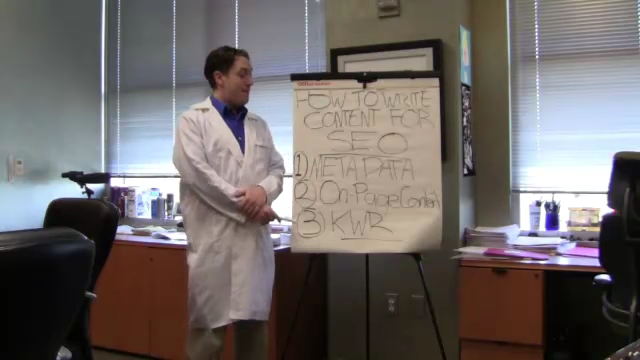 HOW TO WRITE
CONTENT FOR
SEO
1 META DATA
2 On-Page Content
3 KWR